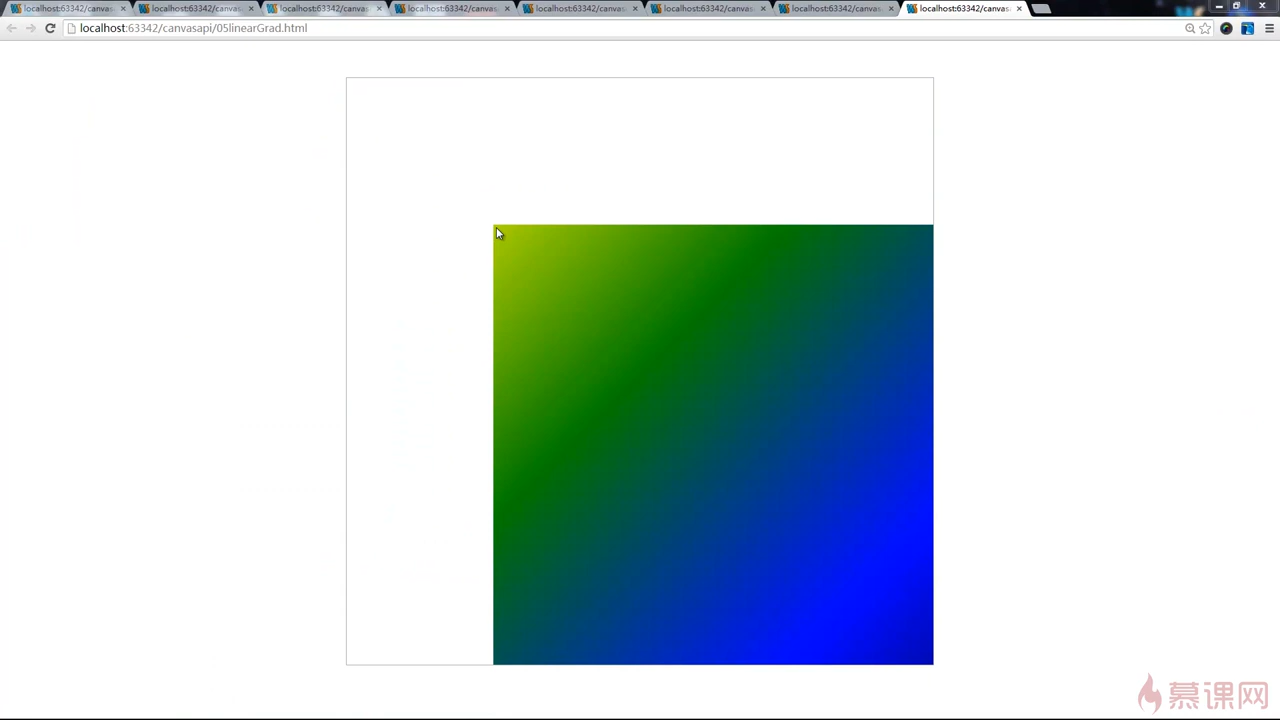 localhost:63342/canvas localhost:63342/canvas localhost:63342/canvas localhost:63342/canvas localhost:63342/canvas localhost:63342/canvas localhost:63342/canvas localhost:63342/canvas
localhost:63342/canvasapi/05linearGrad.html
慕课网